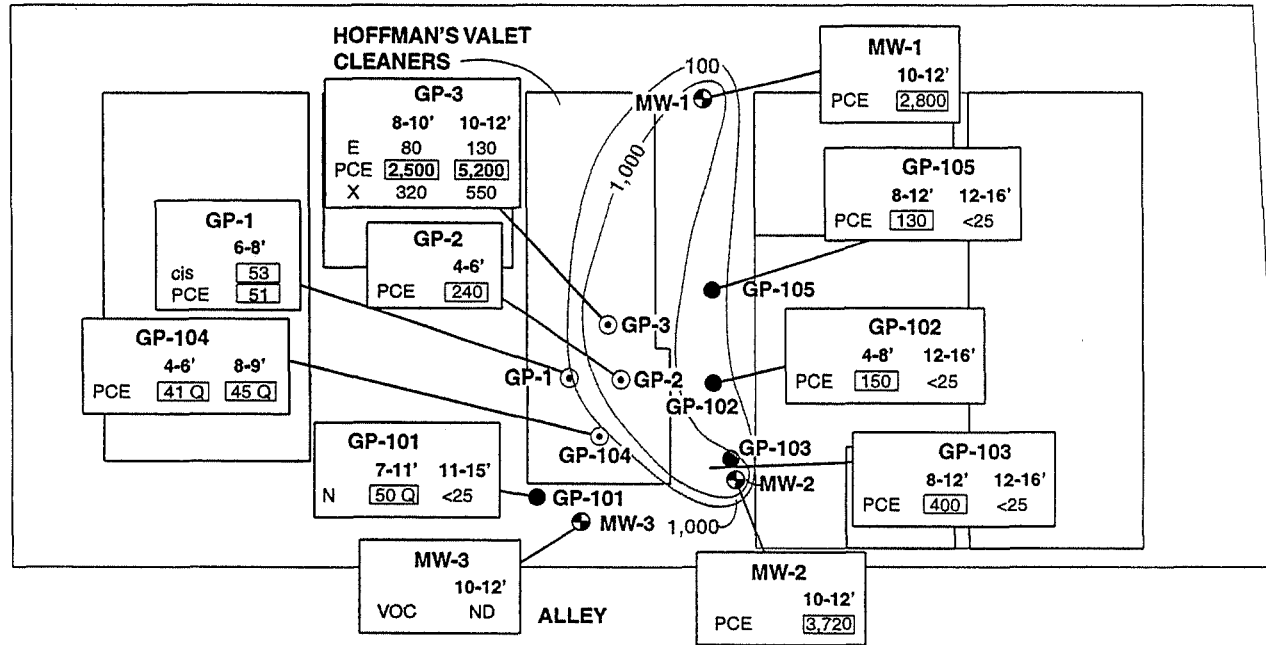 HOFFMAN'S VALET
CLEANERS
100
MW-1
1,000
MW-1
10-12'
PCE 2,800
GP-3
8-10' 10-12'
E 80 130
PCE 2,500 5,200
X 320 550
GP-105
8-12' 12-16'
PCE 130 <25
GP-1
6-8'
cis 53
PCE 51
GP-2
4-6'
PCE 240
GP-105
GP-3
GP-102
4-8' 12-16'
PCE 150 <25
GP-104
4-6' 8-9'
PCE 41 Q 45 Q
GP-1
GP-2
GP-102
GP-101
7-11' 11-15'
N 50 Q <25
GP-104
GP-103
GP-103
8-12' 12-16'
PCE 400 <25
MW-2
GP-101
MW-3
1,000
MW-3
10-12'
VOC ND
ALLEY
MW-2
10-12'
PCE 3,720